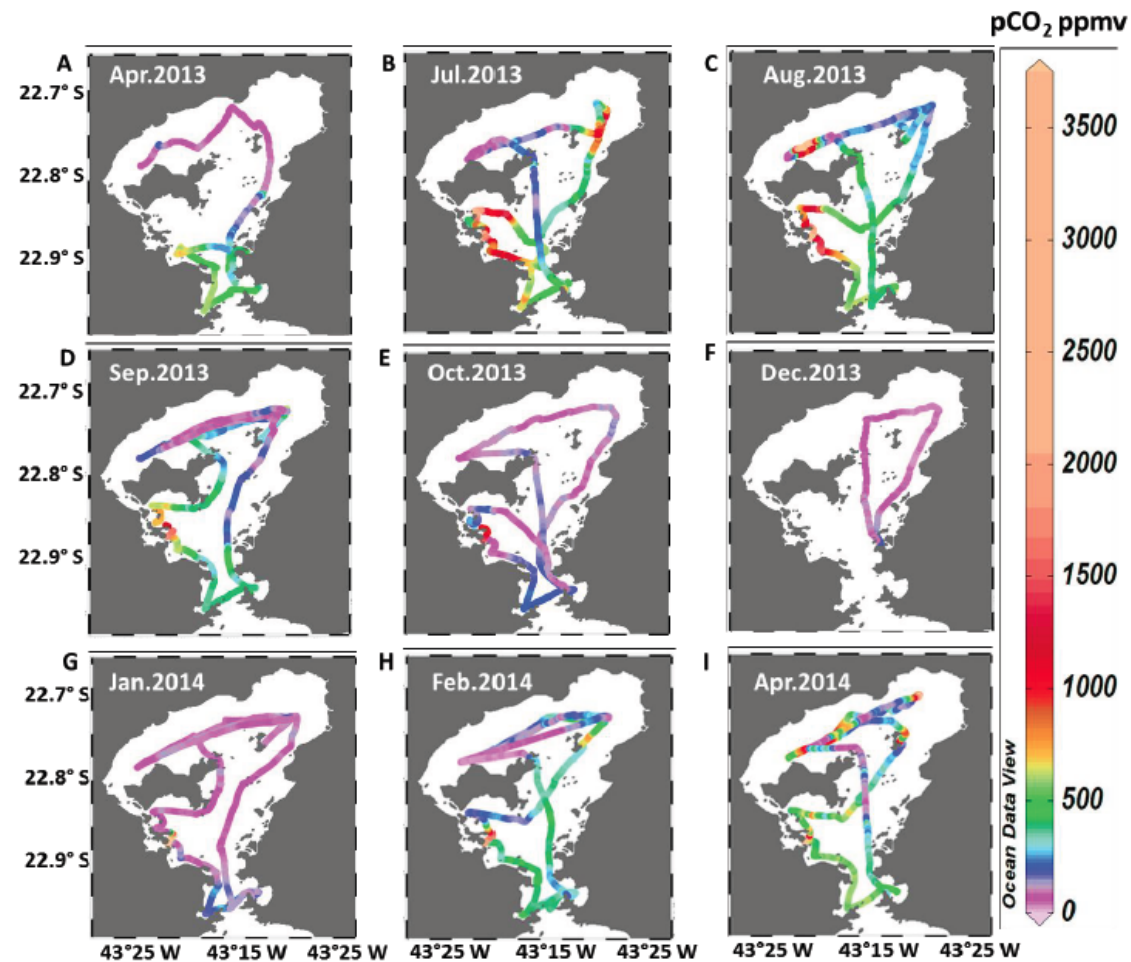 pCO₂ ppmv
A Apr.2013
B Jul.2013
C Aug.2013
22.7° S
22.8° S
22.9° S
D Sep.2013
E Oct.2013
F Dec.2013
22.7° S
22.8° S
22.9° S
G Jan.2014
H Feb.2014
I Apr.2014
22.7° S
22.8° S
22.9° S
43°25 W 43°15 W 43°25 W
43°25 W 43°15 W 43°25 W
43°25 W 43°15 W 43°25 W
3500
3000
2500
2000
1500
1000
500
0
Ocean Data View